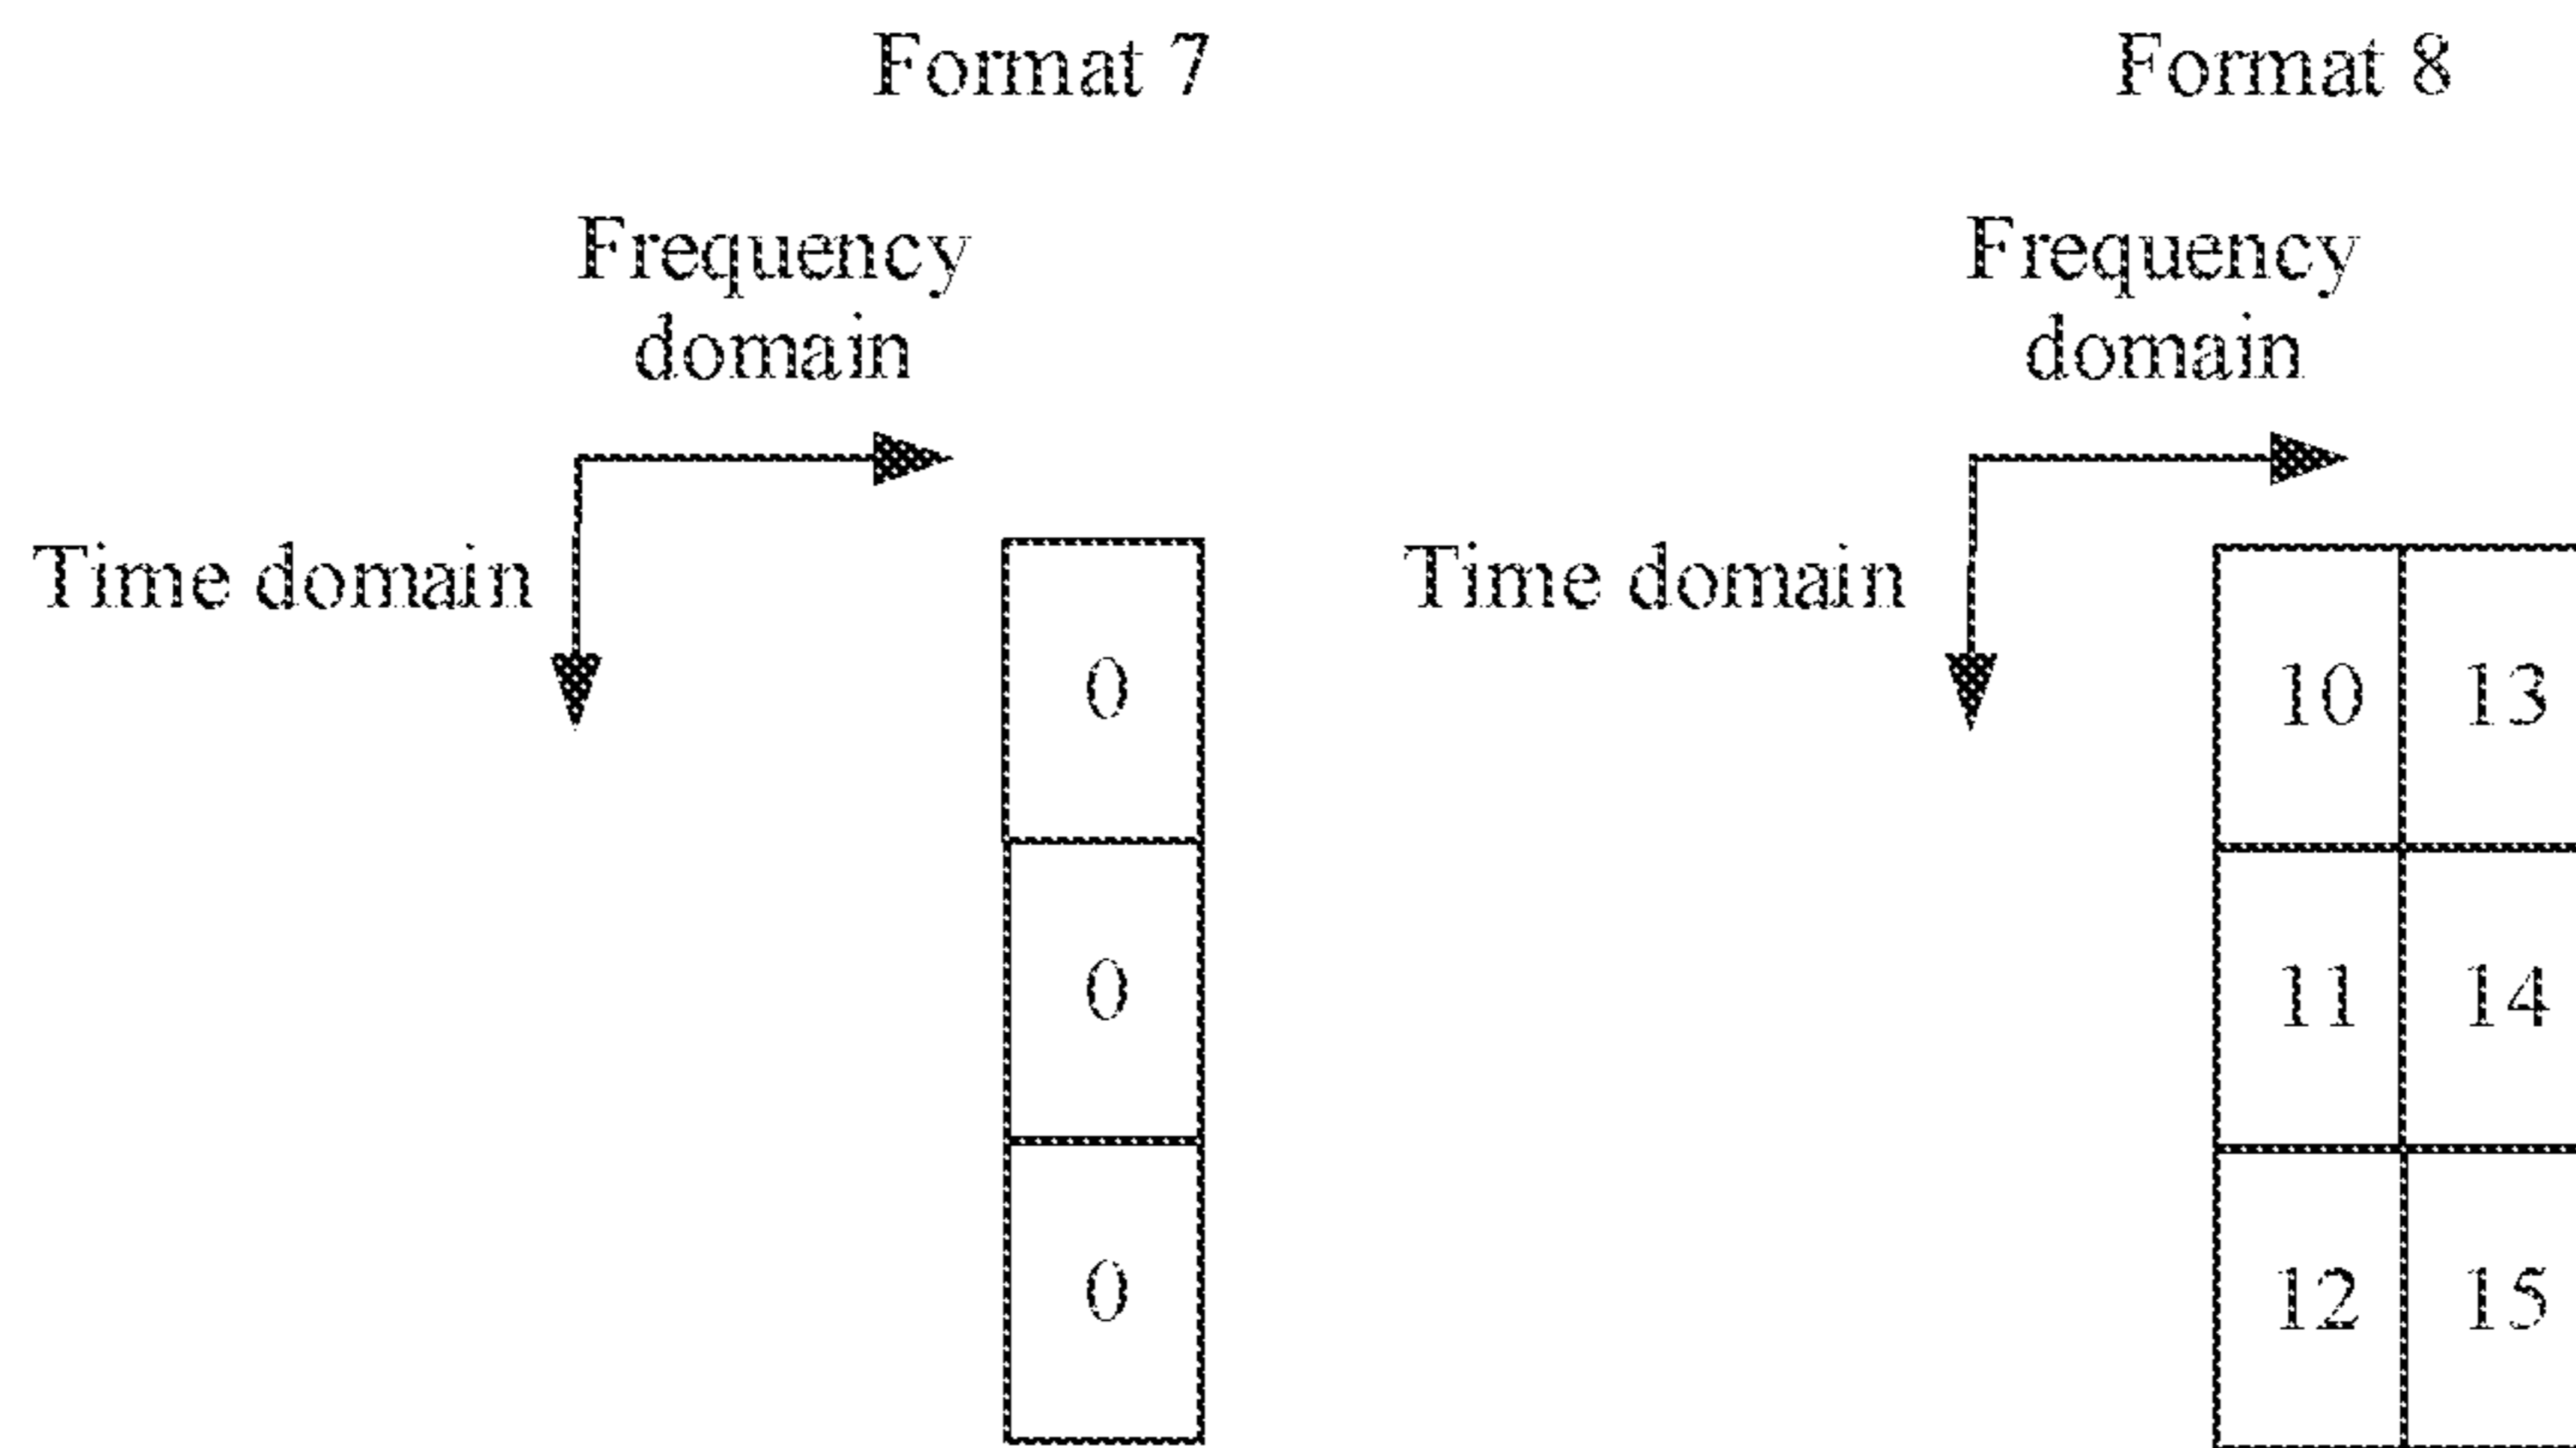 Format 7
Frequency
domain
Time domain
0
0
0
Format 8
Frequency
domain
Time domain
10 13
11 14
12 15